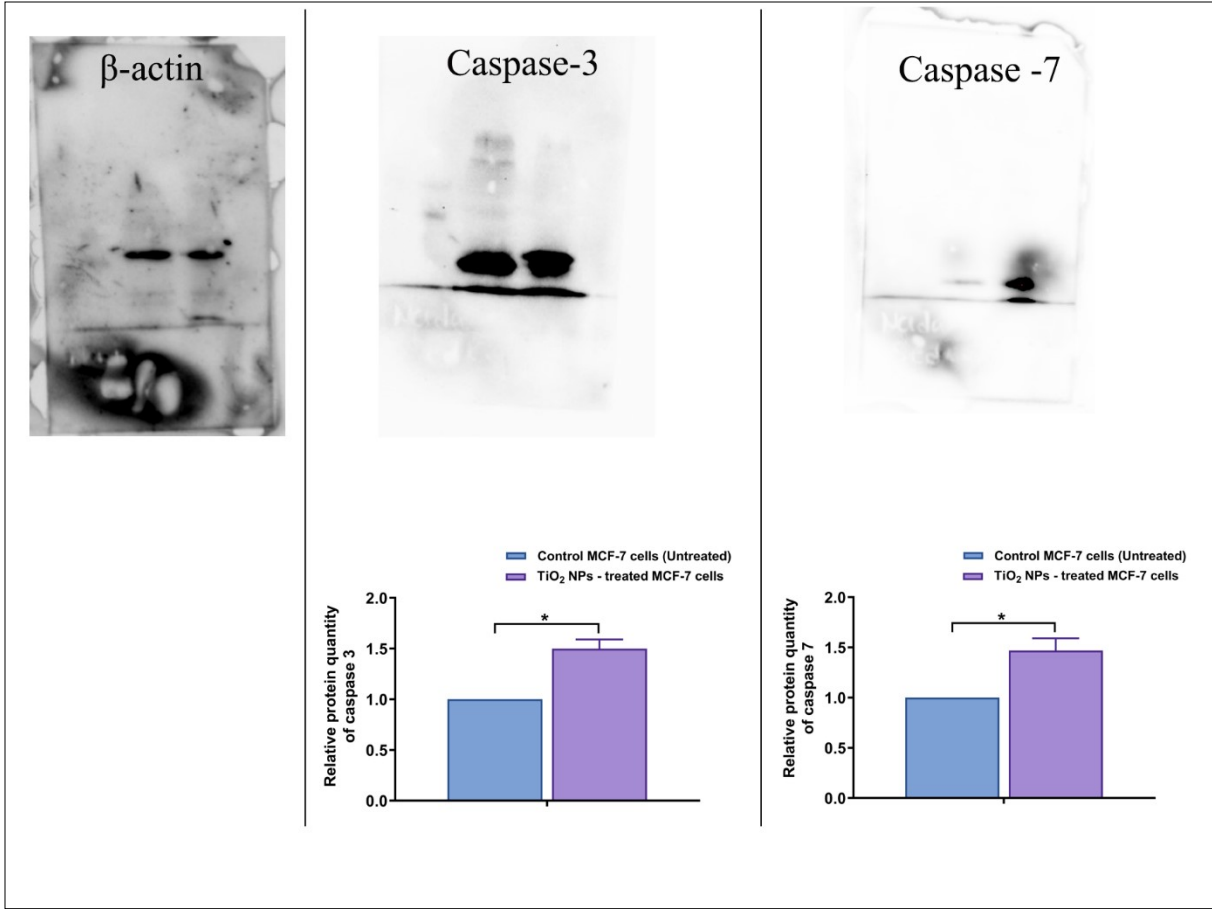 β-actin
Caspase-3
Caspase -7
Control MCF-7 cells (Untreated)
TiO₂ NPs - treated MCF-7 cells
Relative protein quantity
of caspase 3
2.0
1.5
1.0
0.5
0.0
*
Control MCF-7 cells (Untreated)
TiO₂ NPs - treated MCF-7 cells
Relative protein quantity
of caspase 7
2.0
1.5
1.0
0.5
0.0
*